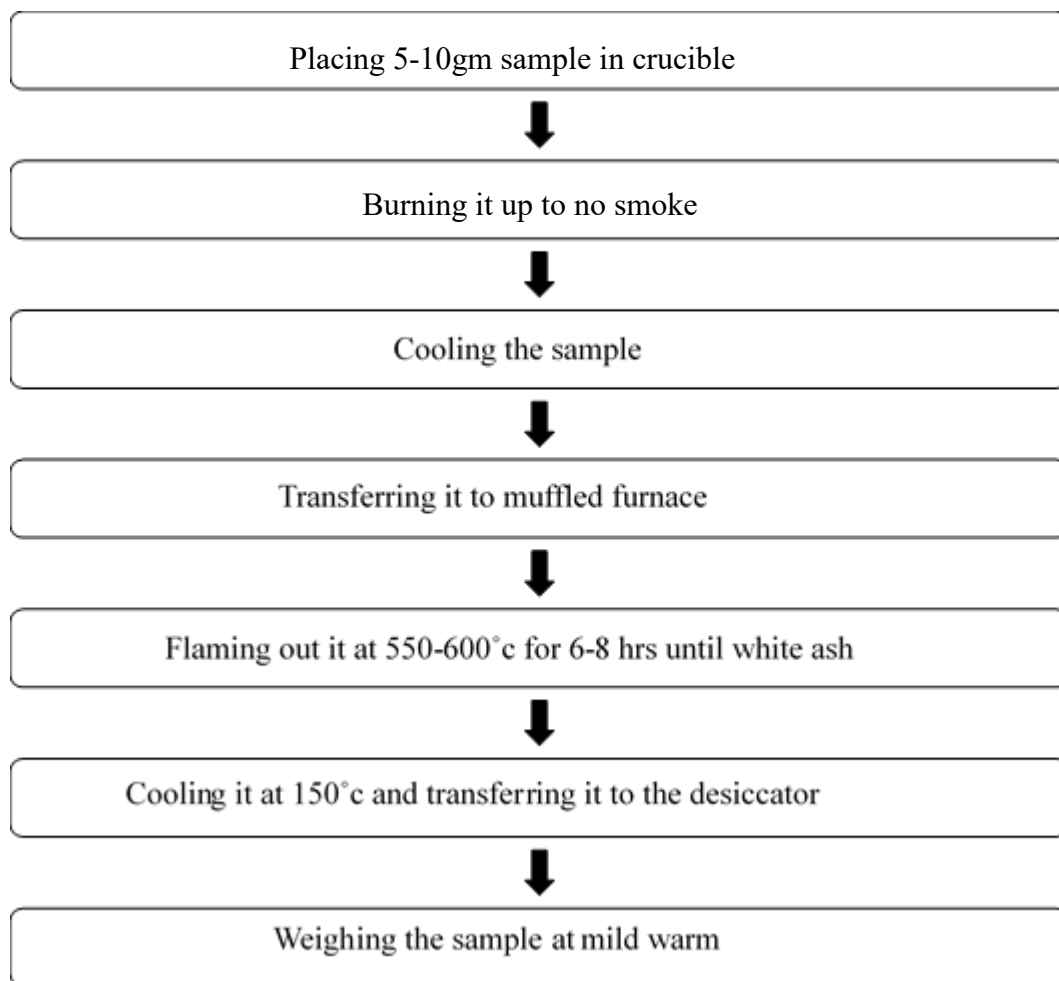 Placing 5-10gm sample in crucible
Burning it up to no smoke
Cooling the sample
Transferring it to muffled furnace
Flaming out it at 550-600˚c for 6-8 hrs until white ash
Cooling it at 150˚c and transferring it to the desiccator
Weighing the sample at mild warm